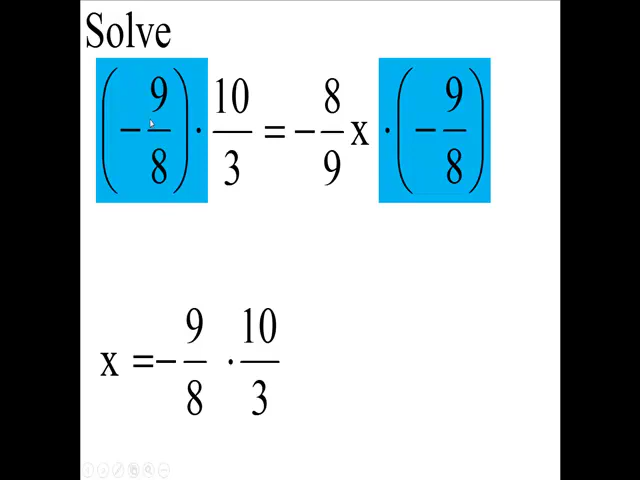 Solve
(− 9/8) · 10/3 = − 8/9 x · (− 9/8)
x = − 9/8 · 10/3